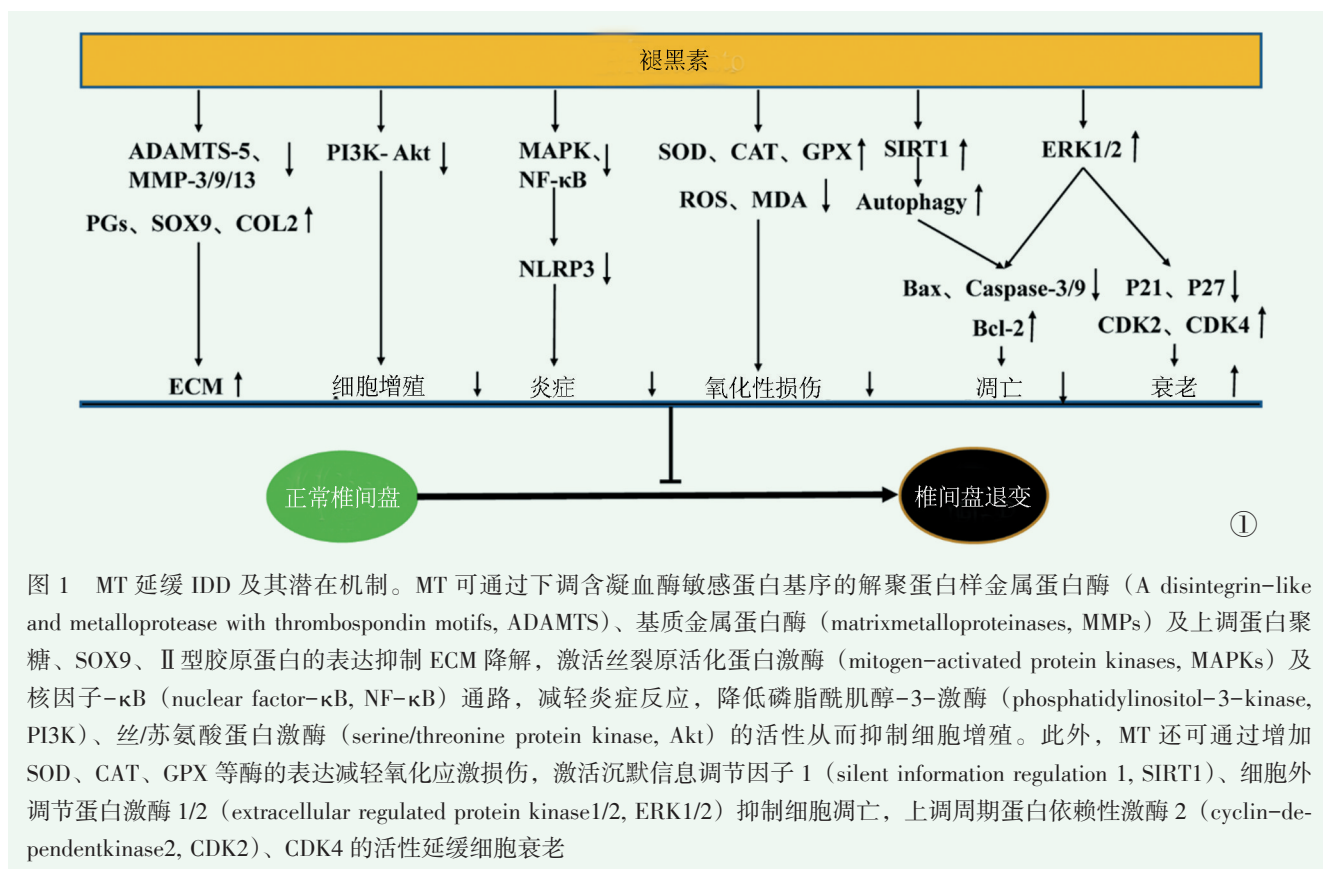 褪黑素
ADAMTS-5、 PI3K- Akt↓ MAPK、↓ SOD、CAT、GPX↑ SIRT1↑ ERK1/2↑
MMP-3/9/13↓ NF-κB
PGs、SOX9、COL2↑ ROS、MDA↓ Autophagy↑
NLRP3↓
Bax、Caspase-3/9↓ P21、P27↓
Bcl-2↑ CDK2、CDK4↑
ECM↑ 细胞增殖↓ 炎症↓ 氧化性损伤↓ 凋亡↓ 衰老↑
正常椎间盘 椎间盘退变
①
图 1 MT 延缓 IDD 及其潜在机制。MT 可通过下调含凝血酶敏感蛋白基序的解聚蛋白样金属蛋白酶（A disintegrin-like
and metalloprotease with thrombospondin motifs, ADAMTS）、基质金属蛋白酶（matrixmetalloproteinases, MMPs）及上调蛋白聚
糖、SOX9、Ⅱ型胶原蛋白的表达抑制 ECM 降解，激活丝裂原活化蛋白激酶（mitogen-activated protein kinases, MAPKs）及
核因子-κB（nuclear factor-κB, NF-κB）通路，减轻炎症反应，降低磷脂酰肌醇-3-激酶（phosphatidylinositol-3-kinase,
PI3K）、丝/苏氨酸蛋白激酶（serine/threonine protein kinase, Akt）的活性从而抑制细胞增殖。此外，MT 还可通过增加
SOD、CAT、GPX 等酶的表达减轻氧化应激损伤，激活沉默信息调节因子 1（silent information regulation 1, SIRT1）、细胞外
调节蛋白激酶 1/2（extracellular regulated protein kinase1/2, ERK1/2）抑制细胞凋亡，上调周期蛋白依赖性激酶 2（cyclin-de-
pendentkinase2, CDK2）、CDK4 的活性延缓细胞衰老